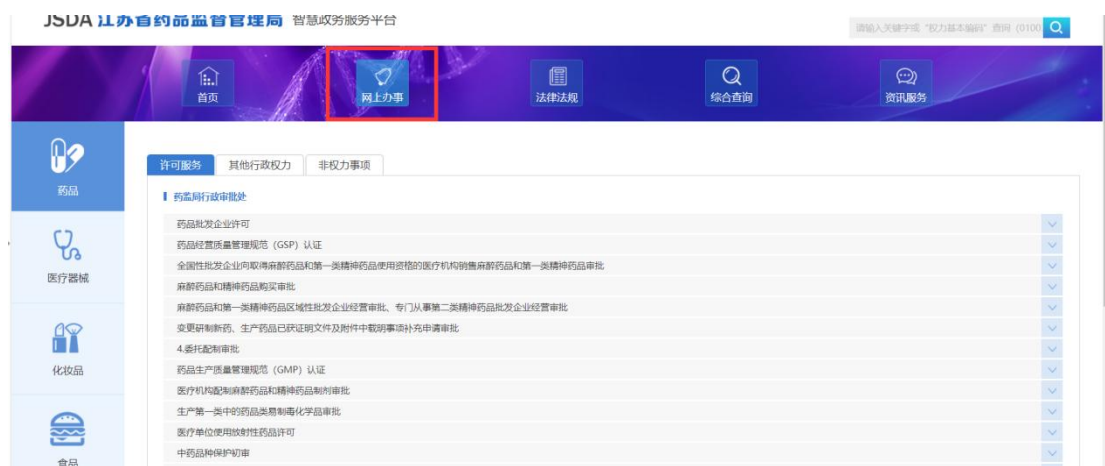 JSDA 江苏省药品监督管理局 智慧政务服务平台
请输入关键字或 "权力基本编码" 查询 (0100)
首页
网上办事
法律法规
综合查询
资讯服务
药品
医疗器械
化妆品
食品
许可服务 其他行政权力 非权力事项
药监局行政审批处
药品批发企业许可
药品经营质量管理规范 (GSP) 认证
全国性批发企业向取得麻醉药品和第一类精神药品使用资格的医疗机构销售麻醉药品和第一类精神药品审批
麻醉药品和精神药品购买审批
麻醉药品和第一类精神药品区域性批发企业经营审批、专门从事第二类精神药品批发企业经营审批
变更研制新药、生产药品已获证明文件及附件中载明事项补充申请审批
4.委托配制审批
药品生产质量管理规范 (GMP) 认证
医疗机构配制麻醉药品和精神药品制剂审批
生产第一类中的药品类易制毒化学品审批
医疗单位使用放射性药品许可
中药品种保护初审